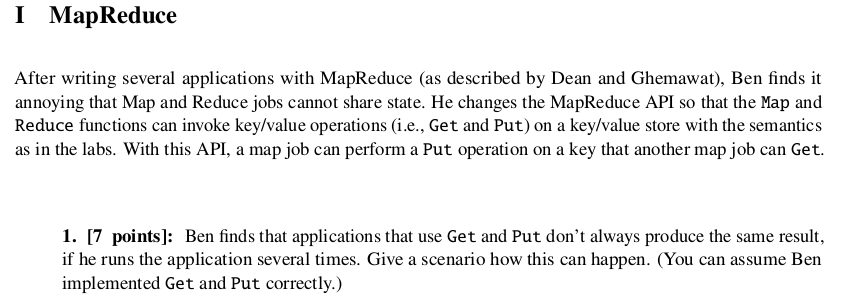 I MapReduce
After writing several applications with MapReduce (as described by Dean and Ghemawat), Ben finds it
annoying that Map and Reduce jobs cannot share state. He changes the MapReduce API so that the Map and
Reduce functions can invoke key/value operations (i.e., Get and Put) on a key/value store with the semantics
as in the labs. With this API, a map job can perform a Put operation on a key that another map job can Get.
1. [7 points]: Ben finds that applications that use Get and Put don't always produce the same result,
if he runs the application several times. Give a scenario how this can happen. (You can assume Ben
implemented Get and Put correctly.)